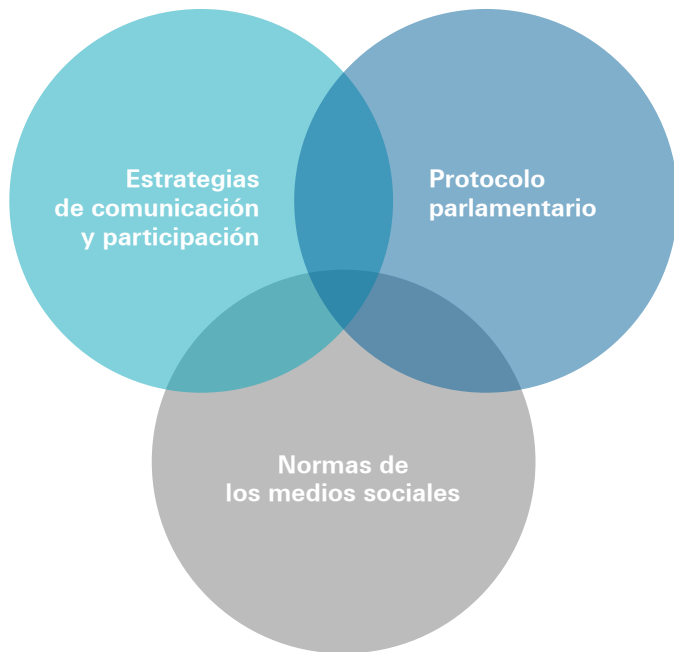 Estrategias
de comunicación
y participación
Protocolo
parlamentario
Normas de
los medios sociales